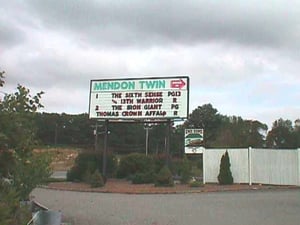 MENDON TWIN
1 THE SIXTH SENSE PG13
13TH WARRIOR R
2 THE IRON GIANT PG
THOMAS CROWN AFFAIR R